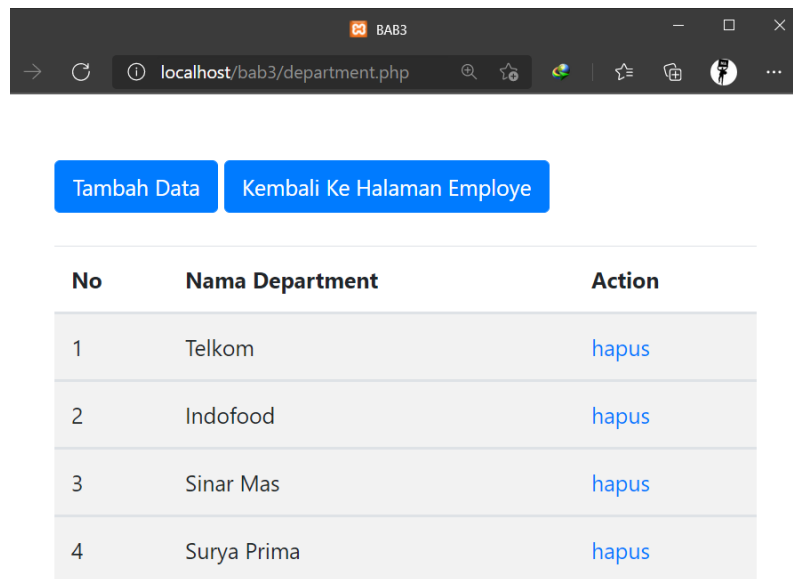 BAB3
localhost/bab3/department.php
Tambah Data Kembali Ke Halaman Employe
No Nama Department Action
1 Telkom hapus
2 Indofood hapus
3 Sinar Mas hapus
4 Surya Prima hapus